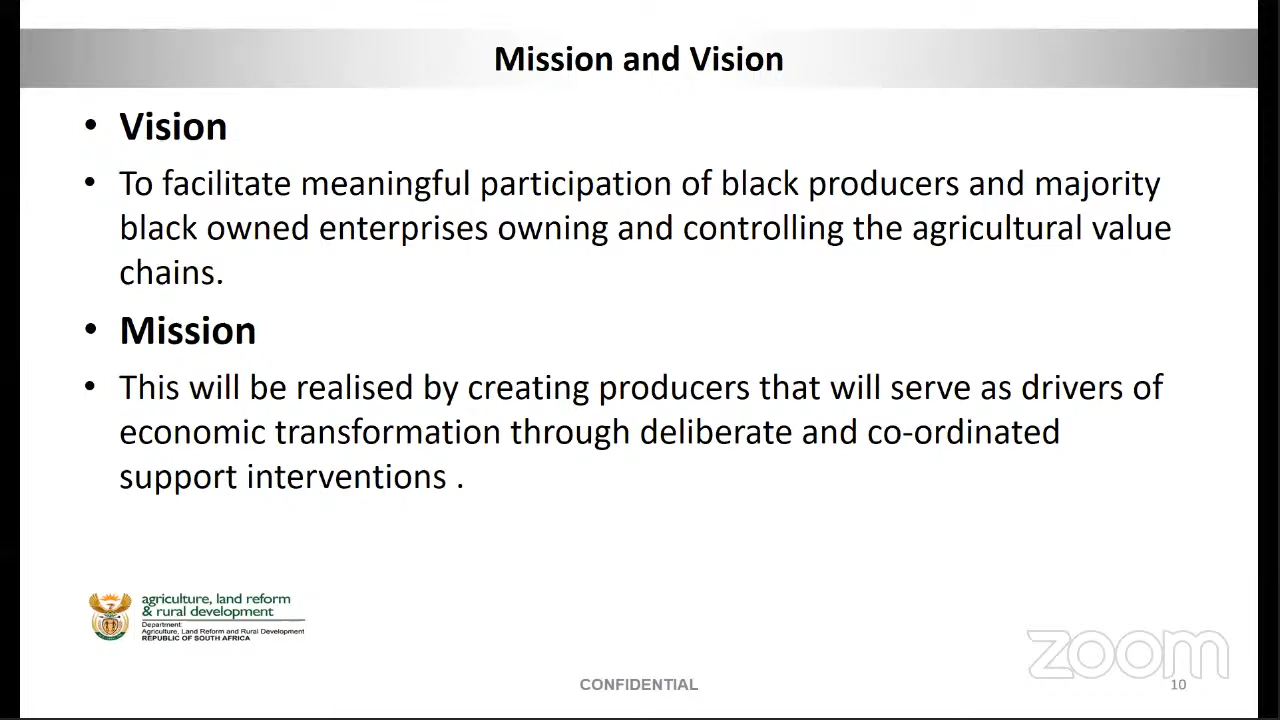 Mission and Vision
• Vision
• To facilitate meaningful participation of black producers and majority
black owned enterprises owning and controlling the agricultural value
chains.
• Mission
• This will be realised by creating producers that will serve as drivers of
economic transformation through deliberate and co-ordinated
support interventions .
agriculture, land reform
& rural development
Department:
Agriculture, Land Reform and Rural Development
REPUBLIC OF SOUTH AFRICA
zoom
CONFIDENTIAL
10